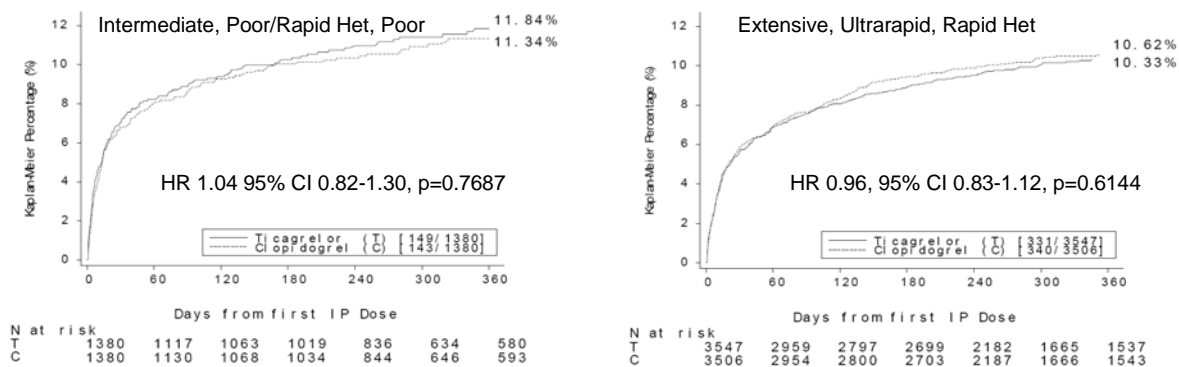 Intermediate, Poor/Rapid Het, Poor
Kaplan-Meier Percentage (%)
12
10
8
6
4
2
0
11.84%
11.34%
HR 1.04 95% CI 0.82-1.30, p=0.7687
Ticagrelor (T) [149/1380]
Clopidogrel (C) [143/1380]
0 60 120 180 240 300 360
Days from first IP Dose
N at risk
T 1380 1117 1063 1019 836 634 580
C 1380 1130 1068 1034 844 646 593
Extensive, Ultrarapid, Rapid Het
Kaplan-Meier Percentage (%)
12
10
8
6
4
2
0
10.62%
10.33%
HR 0.96, 95% CI 0.83-1.12, p=0.6144
Ticagrelor (T) [331/3547]
Clopidogrel (C) [340/3506]
0 60 120 180 240 300 360
Days from first IP Dose
N at risk
T 3547 2959 2797 2699 2182 1665 1537
C 3506 2954 2800 2703 2187 1666 1543